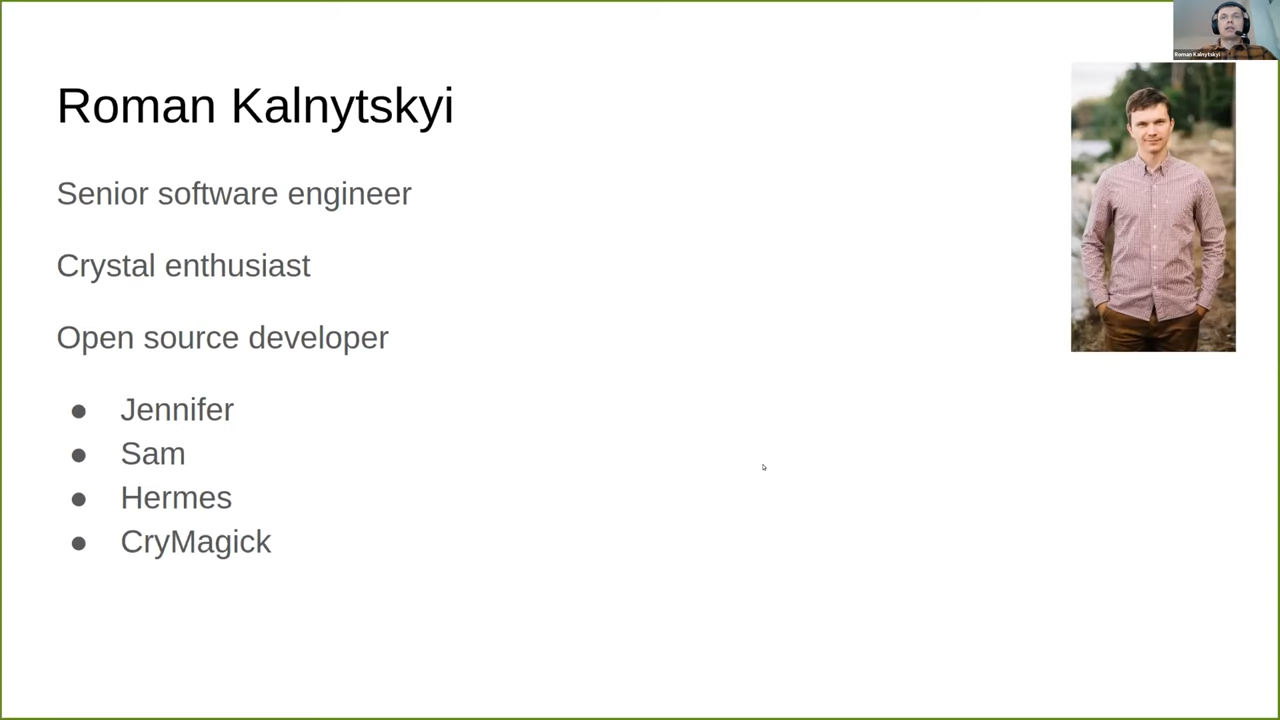 Roman Kalnytskyi
Roman Kalnytskyi
Senior software engineer
Crystal enthusiast
Open source developer
● Jennifer
● Sam
● Hermes
● CryMagick